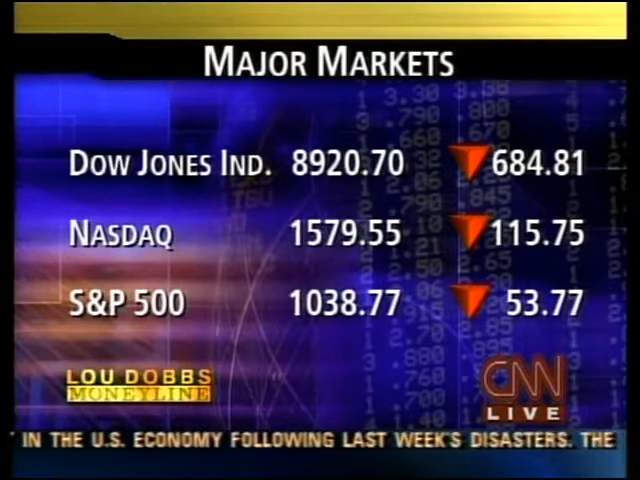 MAJOR MARKETS
DOW JONES IND. 8920.70 684.81
NASDAQ 1579.55 115.75
S&P 500 1038.77 53.77
LOU DOBBS
MONEYLINE
CNN
LIVE
IN THE U.S. ECONOMY FOLLOWING LAST WEEK'S DISASTERS. THE